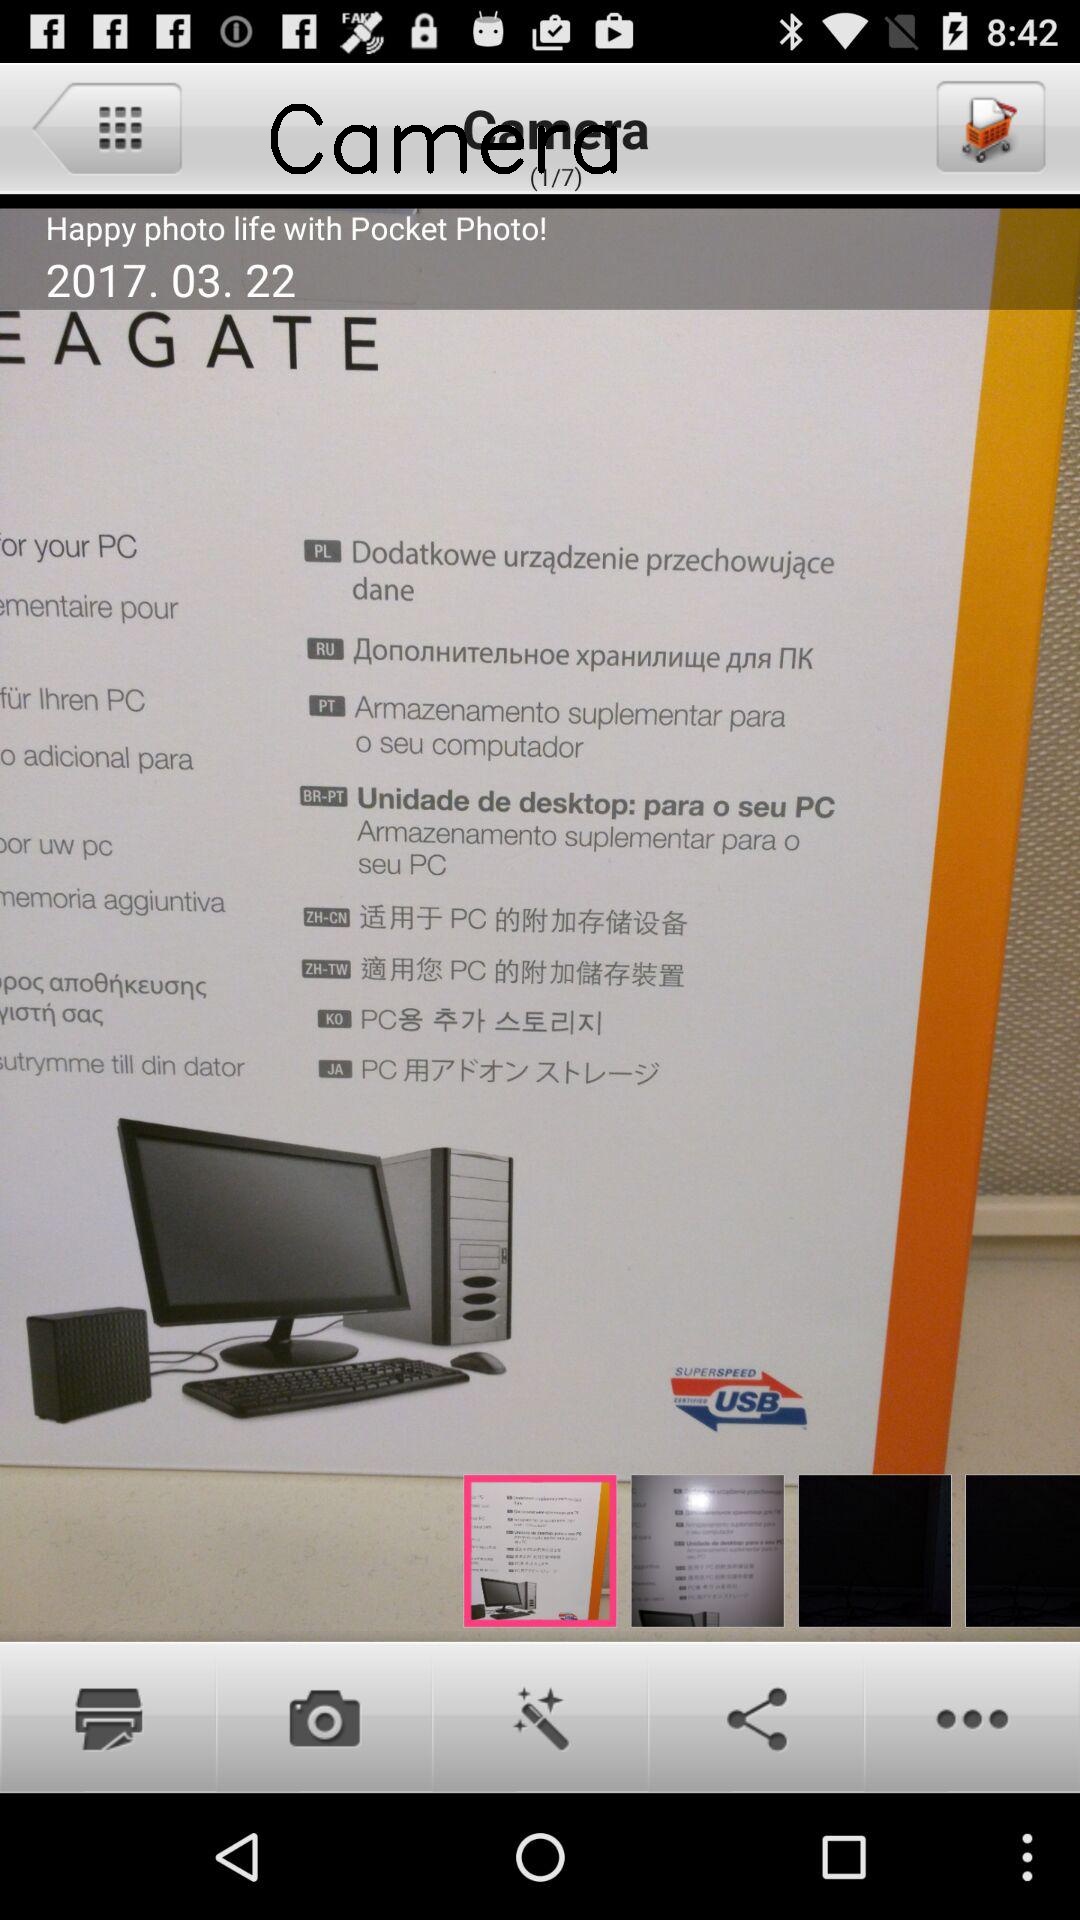 FAKE
8:42
Camera
Camera
(1/7)
Happy photo life with Pocket Photo!
2017. 03. 22
EAGATE
for your PC
ementaire pour
für Ihren PC
o adicional para
oor uw pc
memoria aggiuntiva
ρος αποθήκευσης
γιστή σας
sutrymme till din dator
PL Dodatkowe urządzenie przechowujące
dane
RU Дополнительное хранилище для ПК
PT Armazenamento suplementar para
o seu computador
BR-PT Unidade de desktop: para o seu PC
Armazenamento suplementar para o
seu PC
ZH-CN 适用于 PC 的附加存储设备
ZH-TW 適用您 PC 的附加儲存裝置
KO PC용 추가 스토리지
JA PC 用アドオン ストレージ
SUPERSPEED
CERTIFIED USB